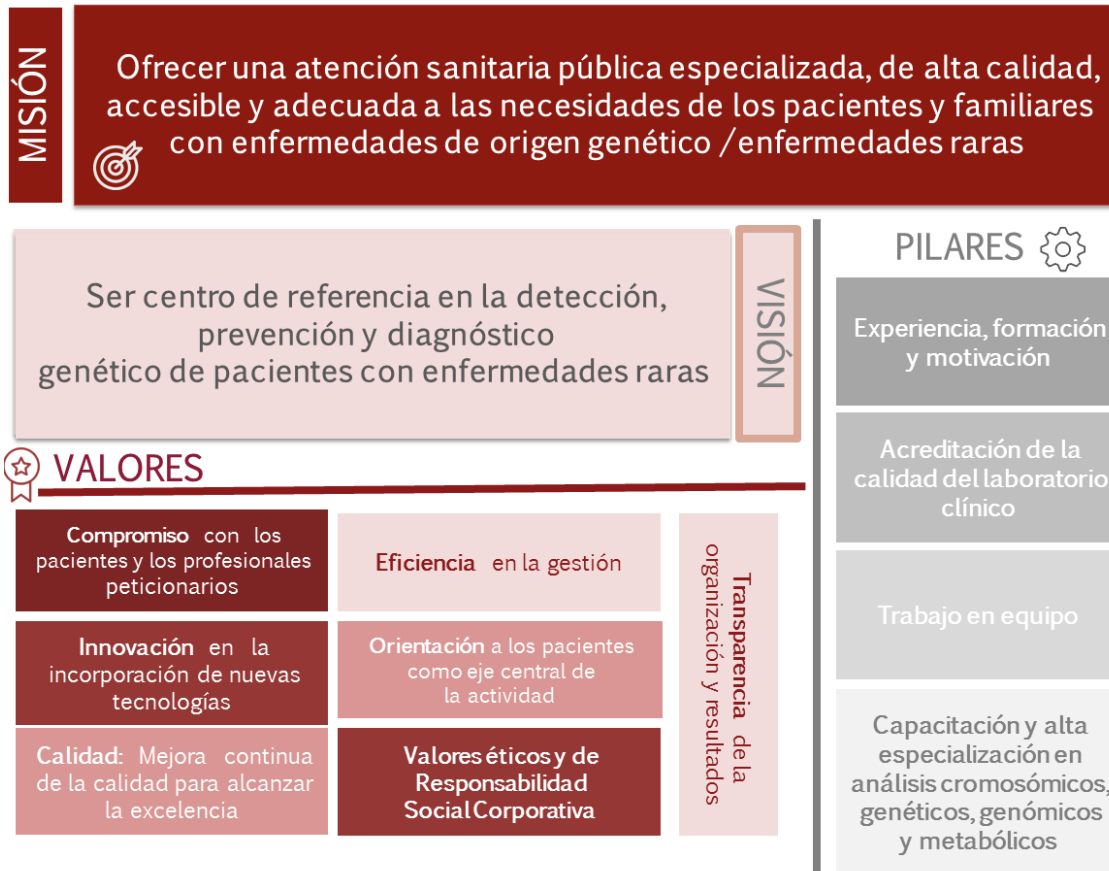 MISIÓN
Ofrecer una atención sanitaria pública especializada, de alta calidad,
accesible y adecuada a las necesidades de los pacientes y familiares
con enfermedades de origen genético /enfermedades raras
Ser centro de referencia en la detección,
prevención y diagnóstico
genético de pacientes con enfermedades raras
VISIÓN
VALORES
Compromiso con los
pacientes y los profesionales
peticionarios
Eficiencia en la gestión
Innovación en la
incorporación de nuevas
tecnologías
Orientación a los pacientes
como eje central de
la actividad
Calidad: Mejora continua
de la calidad para alcanzar
la excelencia
Valores éticos y de
Responsabilidad
Social Corporativa
Transparencia de la
organización y resultados
PILARES
Experiencia, formación
y motivación
Acreditación de la
calidad del laboratorio
clínico
Trabajo en equipo
Capacitación y alta
especialización en
análisis cromosómicos,
genéticos, genómicos
y metabólicos